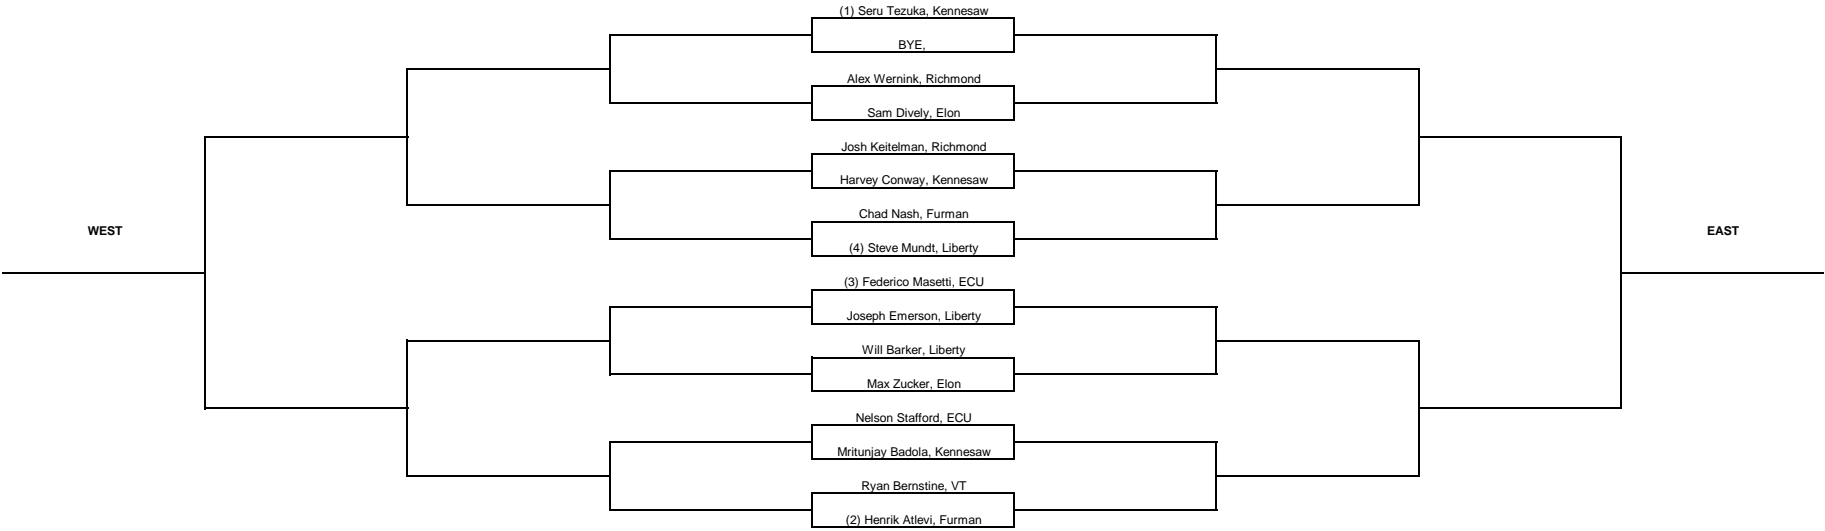 (1) Seru Tezuka, Kennesaw
BYE,
Alex Wernink, Richmond
Sam Dively, Elon
Josh Keitelman, Richmond
Harvey Conway, Kennesaw
Chad Nash, Furman
WEST
EAST
(4) Steve Mundt, Liberty
(3) Federico Masetti, ECU
Joseph Emerson, Liberty
Will Barker, Liberty
Max Zucker, Elon
Nelson Stafford, ECU
Mritunjay Badola, Kennesaw
Ryan Bernstine, VT
(2) Henrik Atlevi, Furman